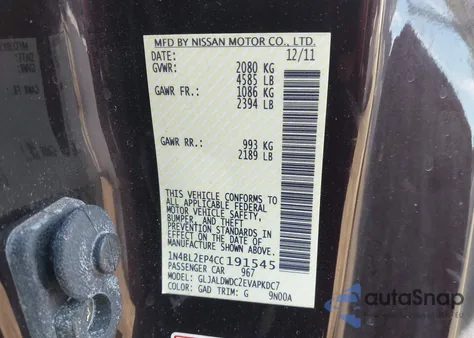 MFD BY NISSAN MOTOR CO., LTD.
DATE: 12/11
GVWR: 2080 KG
4585 LB
GAWR FR.: 1086 KG
2394 LB
GAWR RR.: 993 KG
2189 LB
THIS VEHICLE CONFORMS TO
ALL APPLICABLE FEDERAL
MOTOR VEHICLE SAFETY,
BUMPER, AND THEFT
PREVENTION STANDARDS IN
EFFECT ON THE DATE OF
MANUFACTURE SHOWN ABOVE.
1N4BL2EP4CC191545
PASSENGER CAR 967
MODEL: GLJALDWDC2EVAPKDC7
COLOR: GAD TRIM: G 9N00A
autoSnap